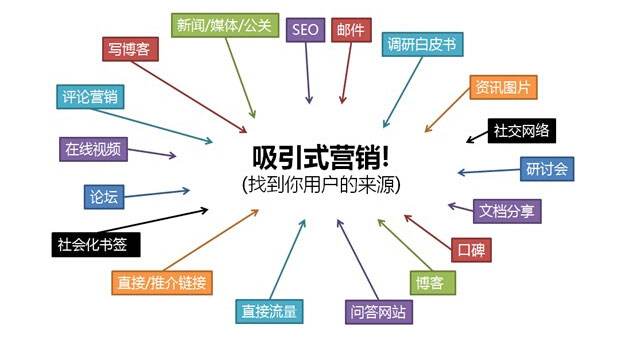 新闻/媒体/公关
SEO
邮件
写博客
调研白皮书
评论营销
资讯图片
在线视频
社交网络
吸引式营销!
(找到你用户的来源)
研讨会
论坛
文档分享
社会化书签
口碑
直接/推介链接
博客
直接流量
问答网站